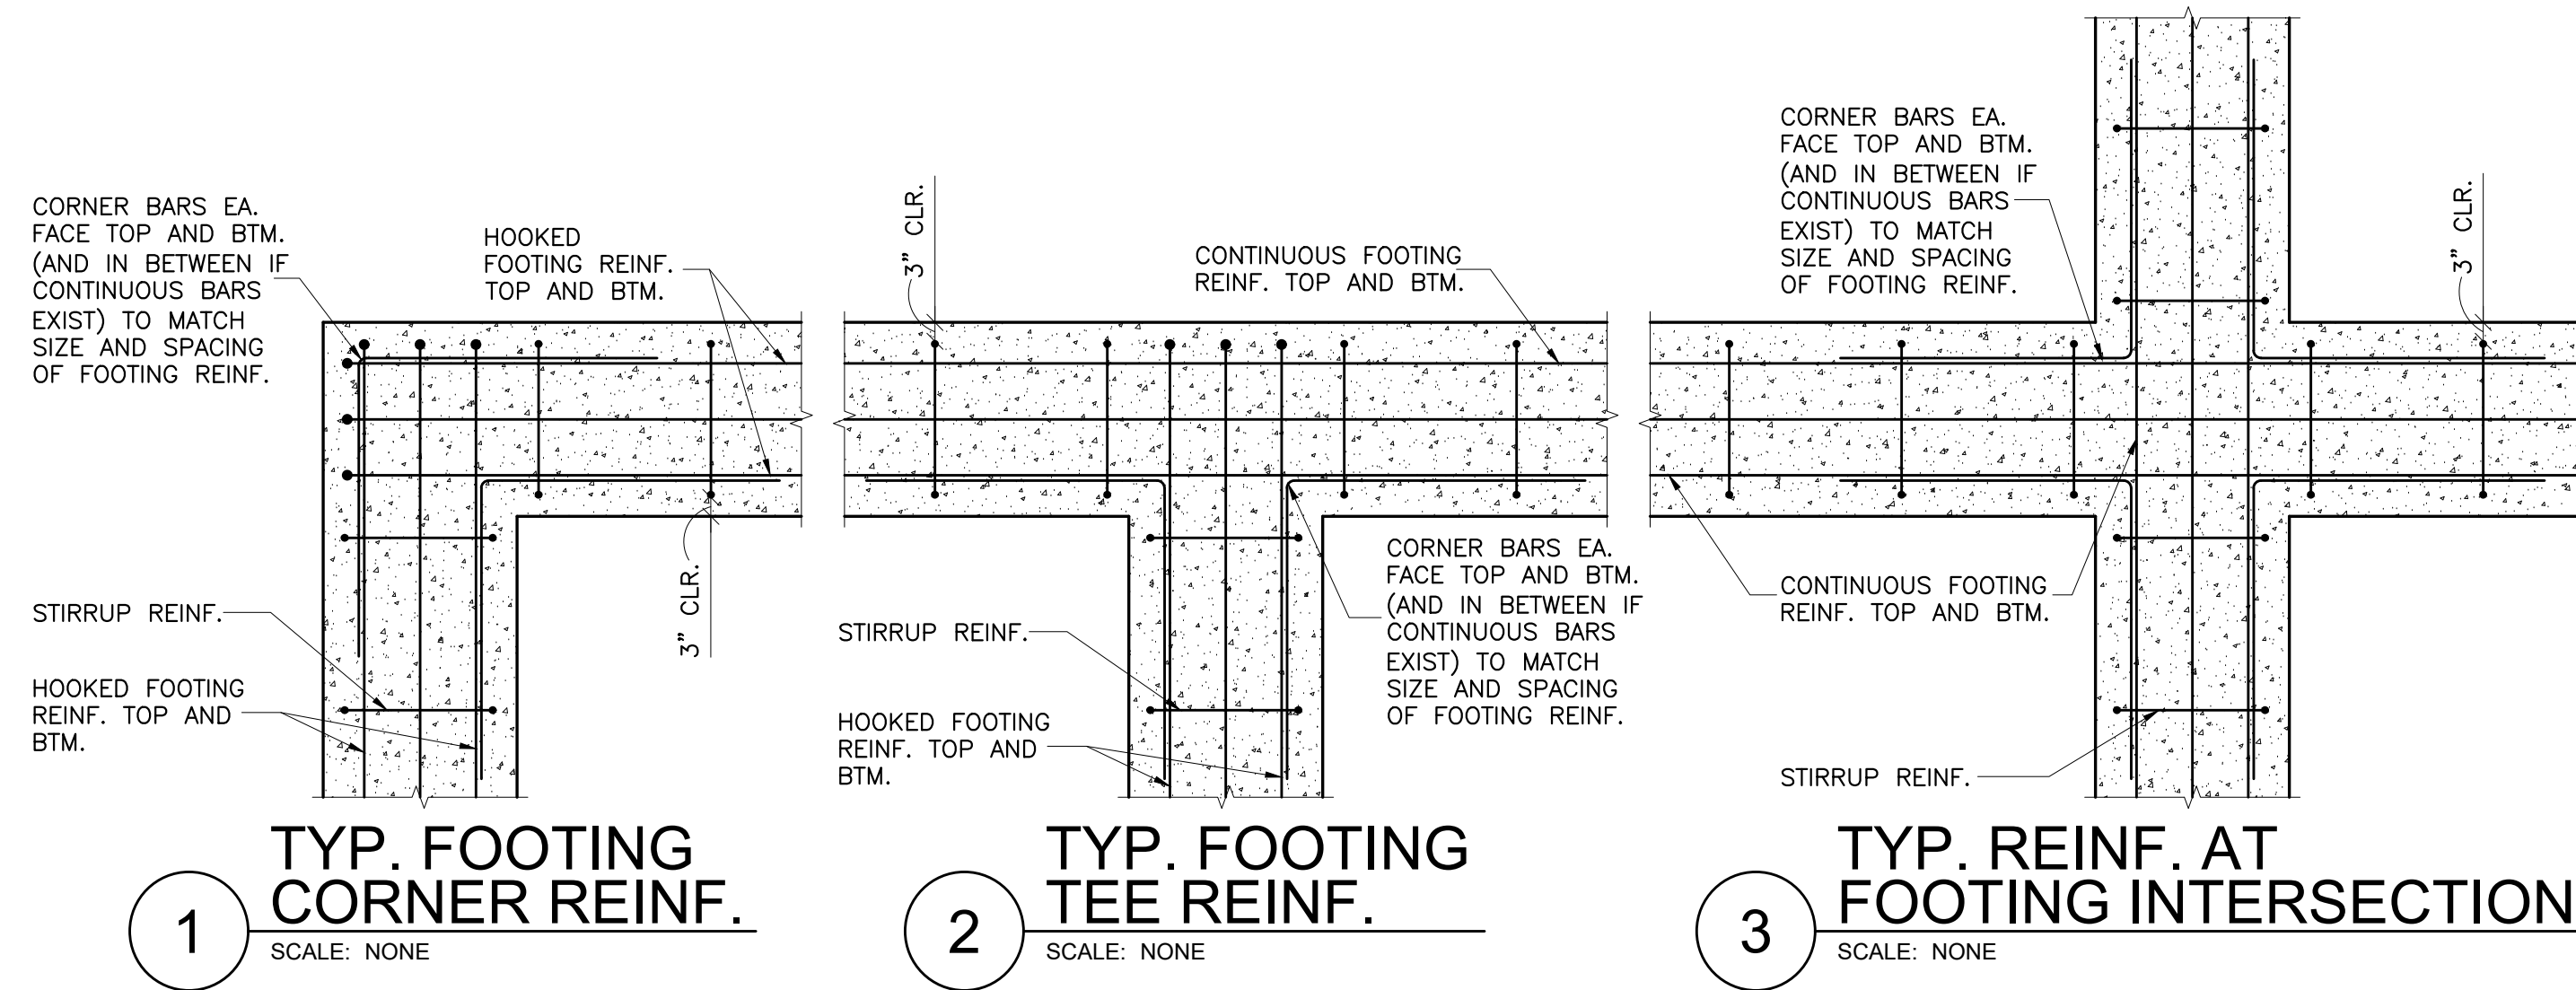 CORNER BARS EA.
FACE TOP AND BTM.
(AND IN BETWEEN IF
CONTINUOUS BARS
EXIST) TO MATCH
SIZE AND SPACING
OF FOOTING REINF.
HOOKED
FOOTING REINF.
TOP AND BTM.
3" CLR.
STIRRUP REINF.
HOOKED FOOTING
REINF. TOP AND
BTM.
1
TYP. FOOTING
CORNER REINF.
SCALE: NONE
3" CLR.
CONTINUOUS FOOTING
REINF. TOP AND BTM.
CORNER BARS EA.
FACE TOP AND BTM.
(AND IN BETWEEN IF
CONTINUOUS BARS
EXIST) TO MATCH
SIZE AND SPACING
OF FOOTING REINF.
STIRRUP REINF.
HOOKED FOOTING
REINF. TOP AND
BTM.
2
TYP. FOOTING
TEE REINF.
SCALE: NONE
CORNER BARS EA.
FACE TOP AND BTM.
(AND IN BETWEEN IF
CONTINUOUS BARS
EXIST) TO MATCH
SIZE AND SPACING
OF FOOTING REINF.
3" CLR.
CONTINUOUS FOOTING
REINF. TOP AND BTM.
STIRRUP REINF.
3
TYP. REINF. AT
FOOTING INTERSECTION
SCALE: NONE